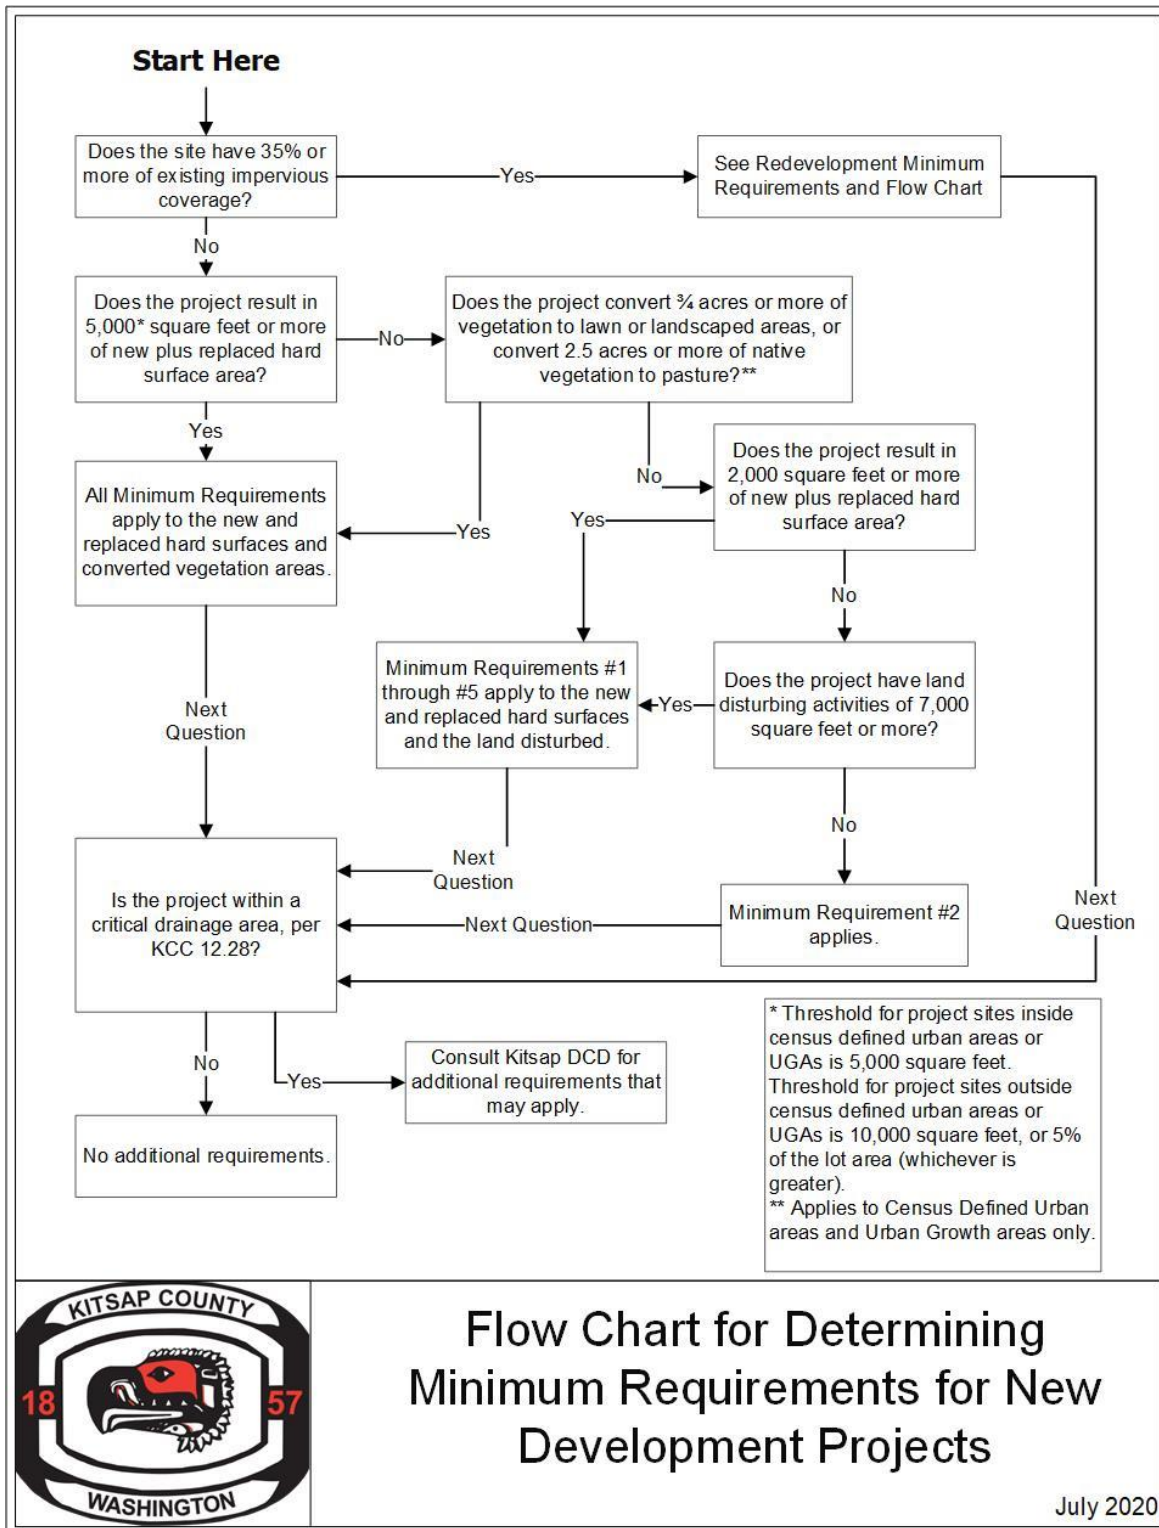 Start Here
Does the site have 35% or
more of existing impervious
coverage?
Yes
See Redevelopment Minimum
Requirements and Flow Chart
No
Does the project result in
5,000* square feet or more
of new plus replaced hard
surface area?
No
Does the project convert ¾ acres or more of
vegetation to lawn or landscaped areas, or
convert 2.5 acres or more of native
vegetation to pasture?**
Yes
All Minimum Requirements
apply to the new and
replaced hard surfaces and
converted vegetation areas.
Yes
No
Does the project result in
2,000 square feet or more
of new plus replaced hard
surface area?
Yes
No
Minimum Requirements #1
through #5 apply to the new
and replaced hard surfaces
and the land disturbed.
Yes
Does the project have land
disturbing activities of 7,000
square feet or more?
Next
Question
No
Next
Question
Is the project within a
critical drainage area, per
KCC 12.28?
Next Question
Minimum Requirement #2
applies.
Next
Question
No
Yes
Consult Kitsap DCD for
additional requirements that
may apply.
No additional requirements.
* Threshold for project sites inside
census defined urban areas or
UGAs is 5,000 square feet.
Threshold for project sites outside
census defined urban areas or
UGAs is 10,000 square feet, or 5%
of the lot area (whichever is
greater).
** Applies to Census Defined Urban
areas and Urban Growth areas only.
KITSAP COUNTY
18 57
WASHINGTON
Flow Chart for Determining
Minimum Requirements for New
Development Projects
July 2020